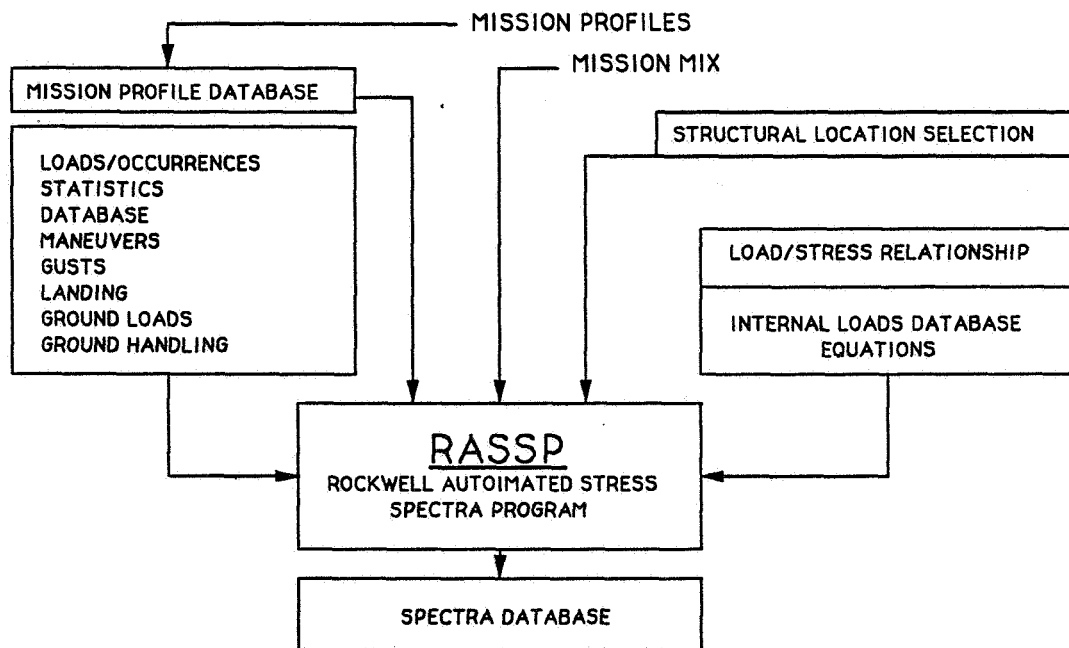 MISSION PROFILES
MISSION MIX
MISSION PROFILE DATABASE
STRUCTURAL LOCATION SELECTION
LOADS/OCCURRENCES
STATISTICS
DATABASE
MANEUVERS
GUSTS
LANDING
GROUND LOADS
GROUND HANDLING
LOAD/STRESS RELATIONSHIP
INTERNAL LOADS DATABASE
EQUATIONS
RASSP
ROCKWELL AUTOIMATED STRESS
SPECTRA PROGRAM
SPECTRA DATABASE